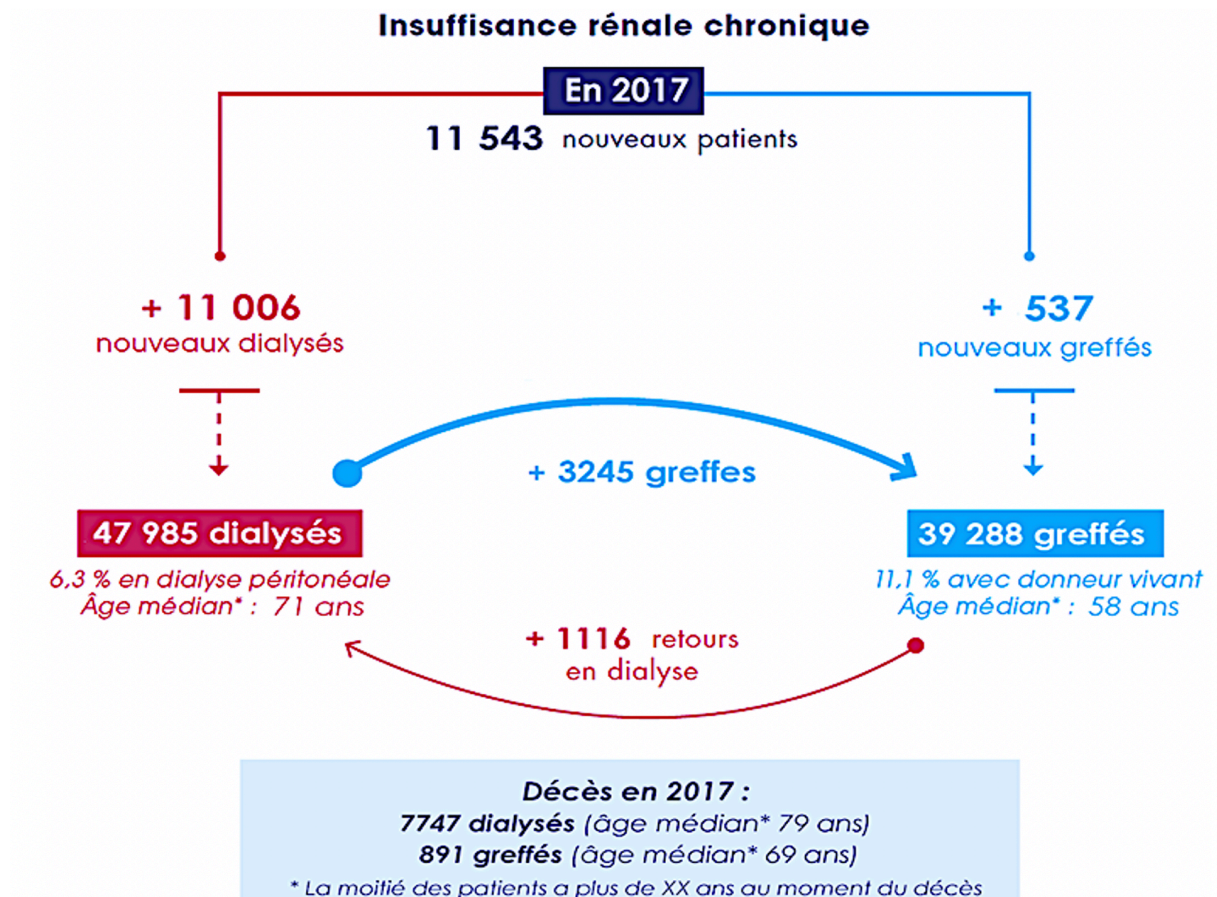 Insuffisance rénale chronique
En 2017
11 543 nouveaux patients
+ 11 006
nouveaux dialysés
+ 537
nouveaux greffés
+ 3245 greffes
47 985 dialysés
6,3 % en dialyse péritonéale
Âge médian* : 71 ans
39 288 greffés
11,1 % avec donneur vivant
Âge médian* : 58 ans
+ 1116 retours
en dialyse
Décès en 2017 :
7747 dialysés (âge médian* 79 ans)
891 greffés (âge médian* 69 ans)
* La moitié des patients a plus de XX ans au moment du décès